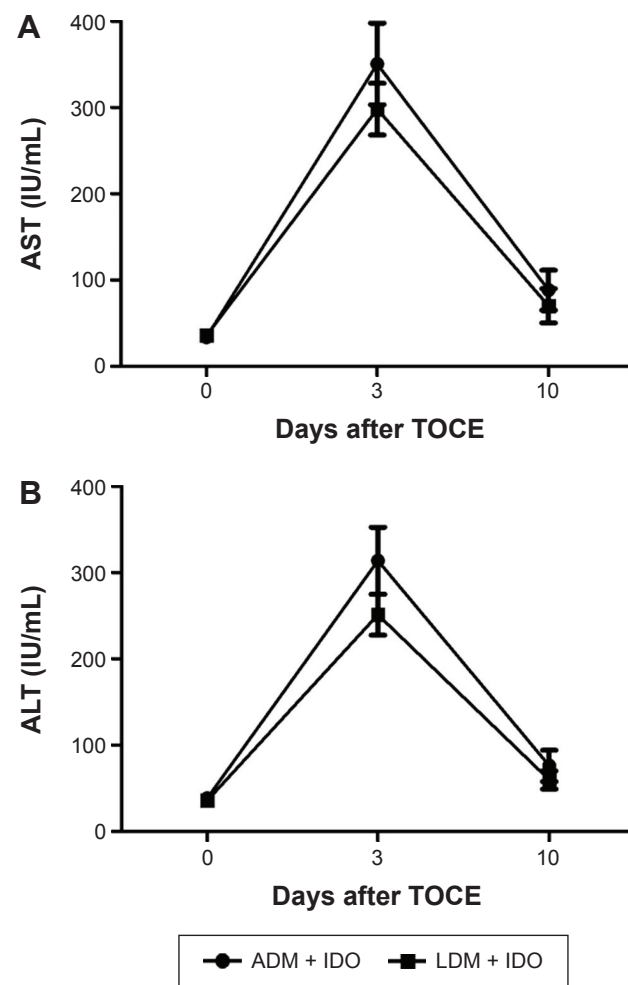 A
400
300
200
100
0
AST (IU/mL)
0 3 10
Days after TOCE
B
400
300
200
100
0
ALT (IU/mL)
0 3 10
Days after TOCE
ADM + IDO LDM + IDO